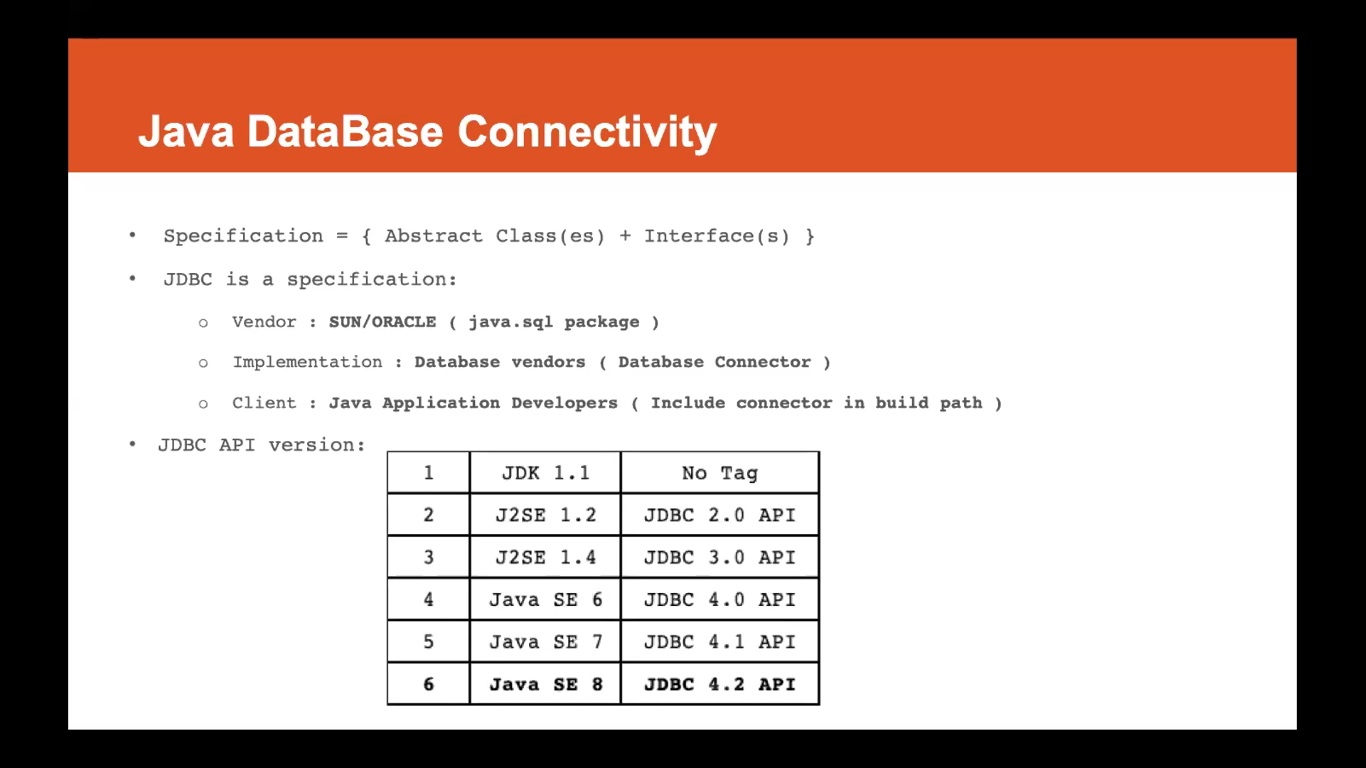 Java DataBase Connectivity
• Specification = { Abstract Class(es) + Interface(s) }
• JDBC is a specification:
○ Vendor : SUN/ORACLE ( java.sql package )
○ Implementation : Database vendors ( Database Connector )
○ Client : Java Application Developers ( Include connector in build path )
• JDBC API version:
1 JDK 1.1 No Tag
2 J2SE 1.2 JDBC 2.0 API
3 J2SE 1.4 JDBC 3.0 API
4 Java SE 6 JDBC 4.0 API
5 Java SE 7 JDBC 4.1 API
6 Java SE 8 JDBC 4.2 API